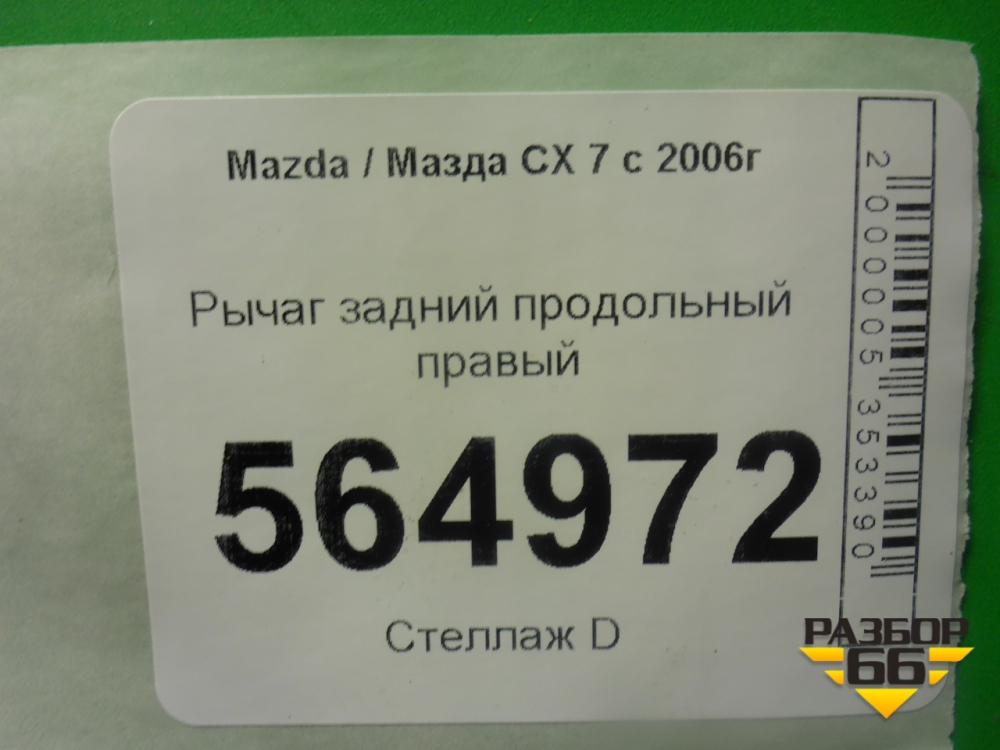 Mazda / Мазда CX 7 с 2006г
Рычаг задний продольный
правый
564972
Стеллаж D
2000005353390
РАЗБОР
66